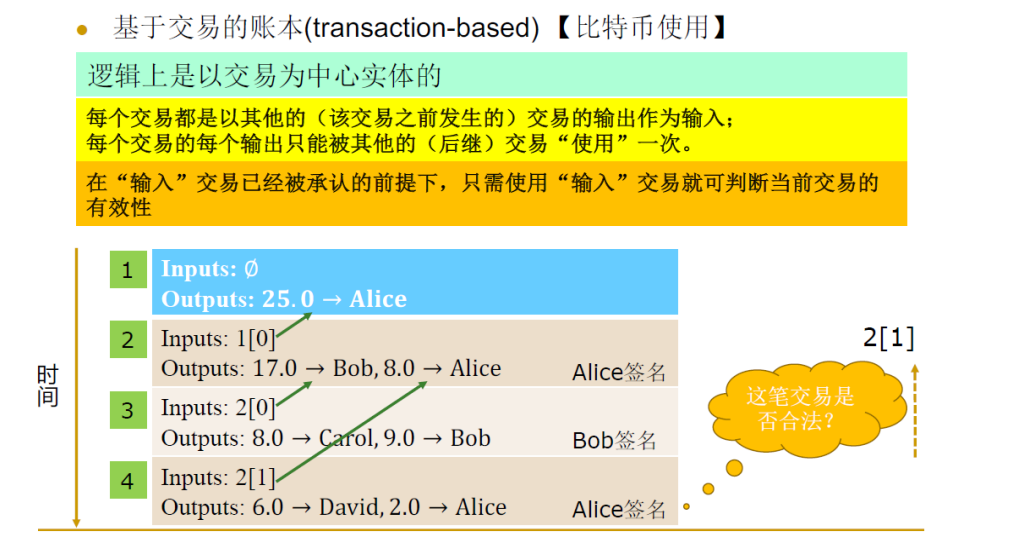 基于交易的账本(transaction-based)【比特币使用】
逻辑上是以交易为中心实体的
每个交易都是以其他的（该交易之前发生的）交易的输出作为输入；
每个交易的每个输出只能被其他的（后继）交易“使用”一次。
在“输入”交易已经被承认的前提下，只需使用“输入”交易就可判断当前交易的
有效性
时间
1
Inputs: ∅
Outputs: 25.0 → Alice
2
Inputs: 1[0]
Outputs: 17.0 → Bob, 8.0 → Alice
Alice签名
3
Inputs: 2[0]
Outputs: 8.0 → Carol, 9.0 → Bob
Bob签名
4
Inputs: 2[1]
Outputs: 6.0 → David, 2.0 → Alice
Alice签名
2[1]
这笔交易是
否合法？